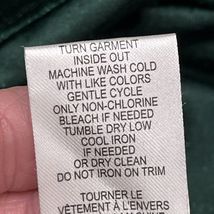 TURN GARMENT
INSIDE OUT
MACHINE WASH COLD
WITH LIKE COLORS
GENTLE CYCLE
ONLY NON-CHLORINE
BLEACH IF NEEDED
TUMBLE DRY LOW
COOL IRON
IF NEEDED
OR DRY CLEAN
DO NOT IRON ON TRIM
TOURNER LE
VÊTEMENT À L'ENVERS